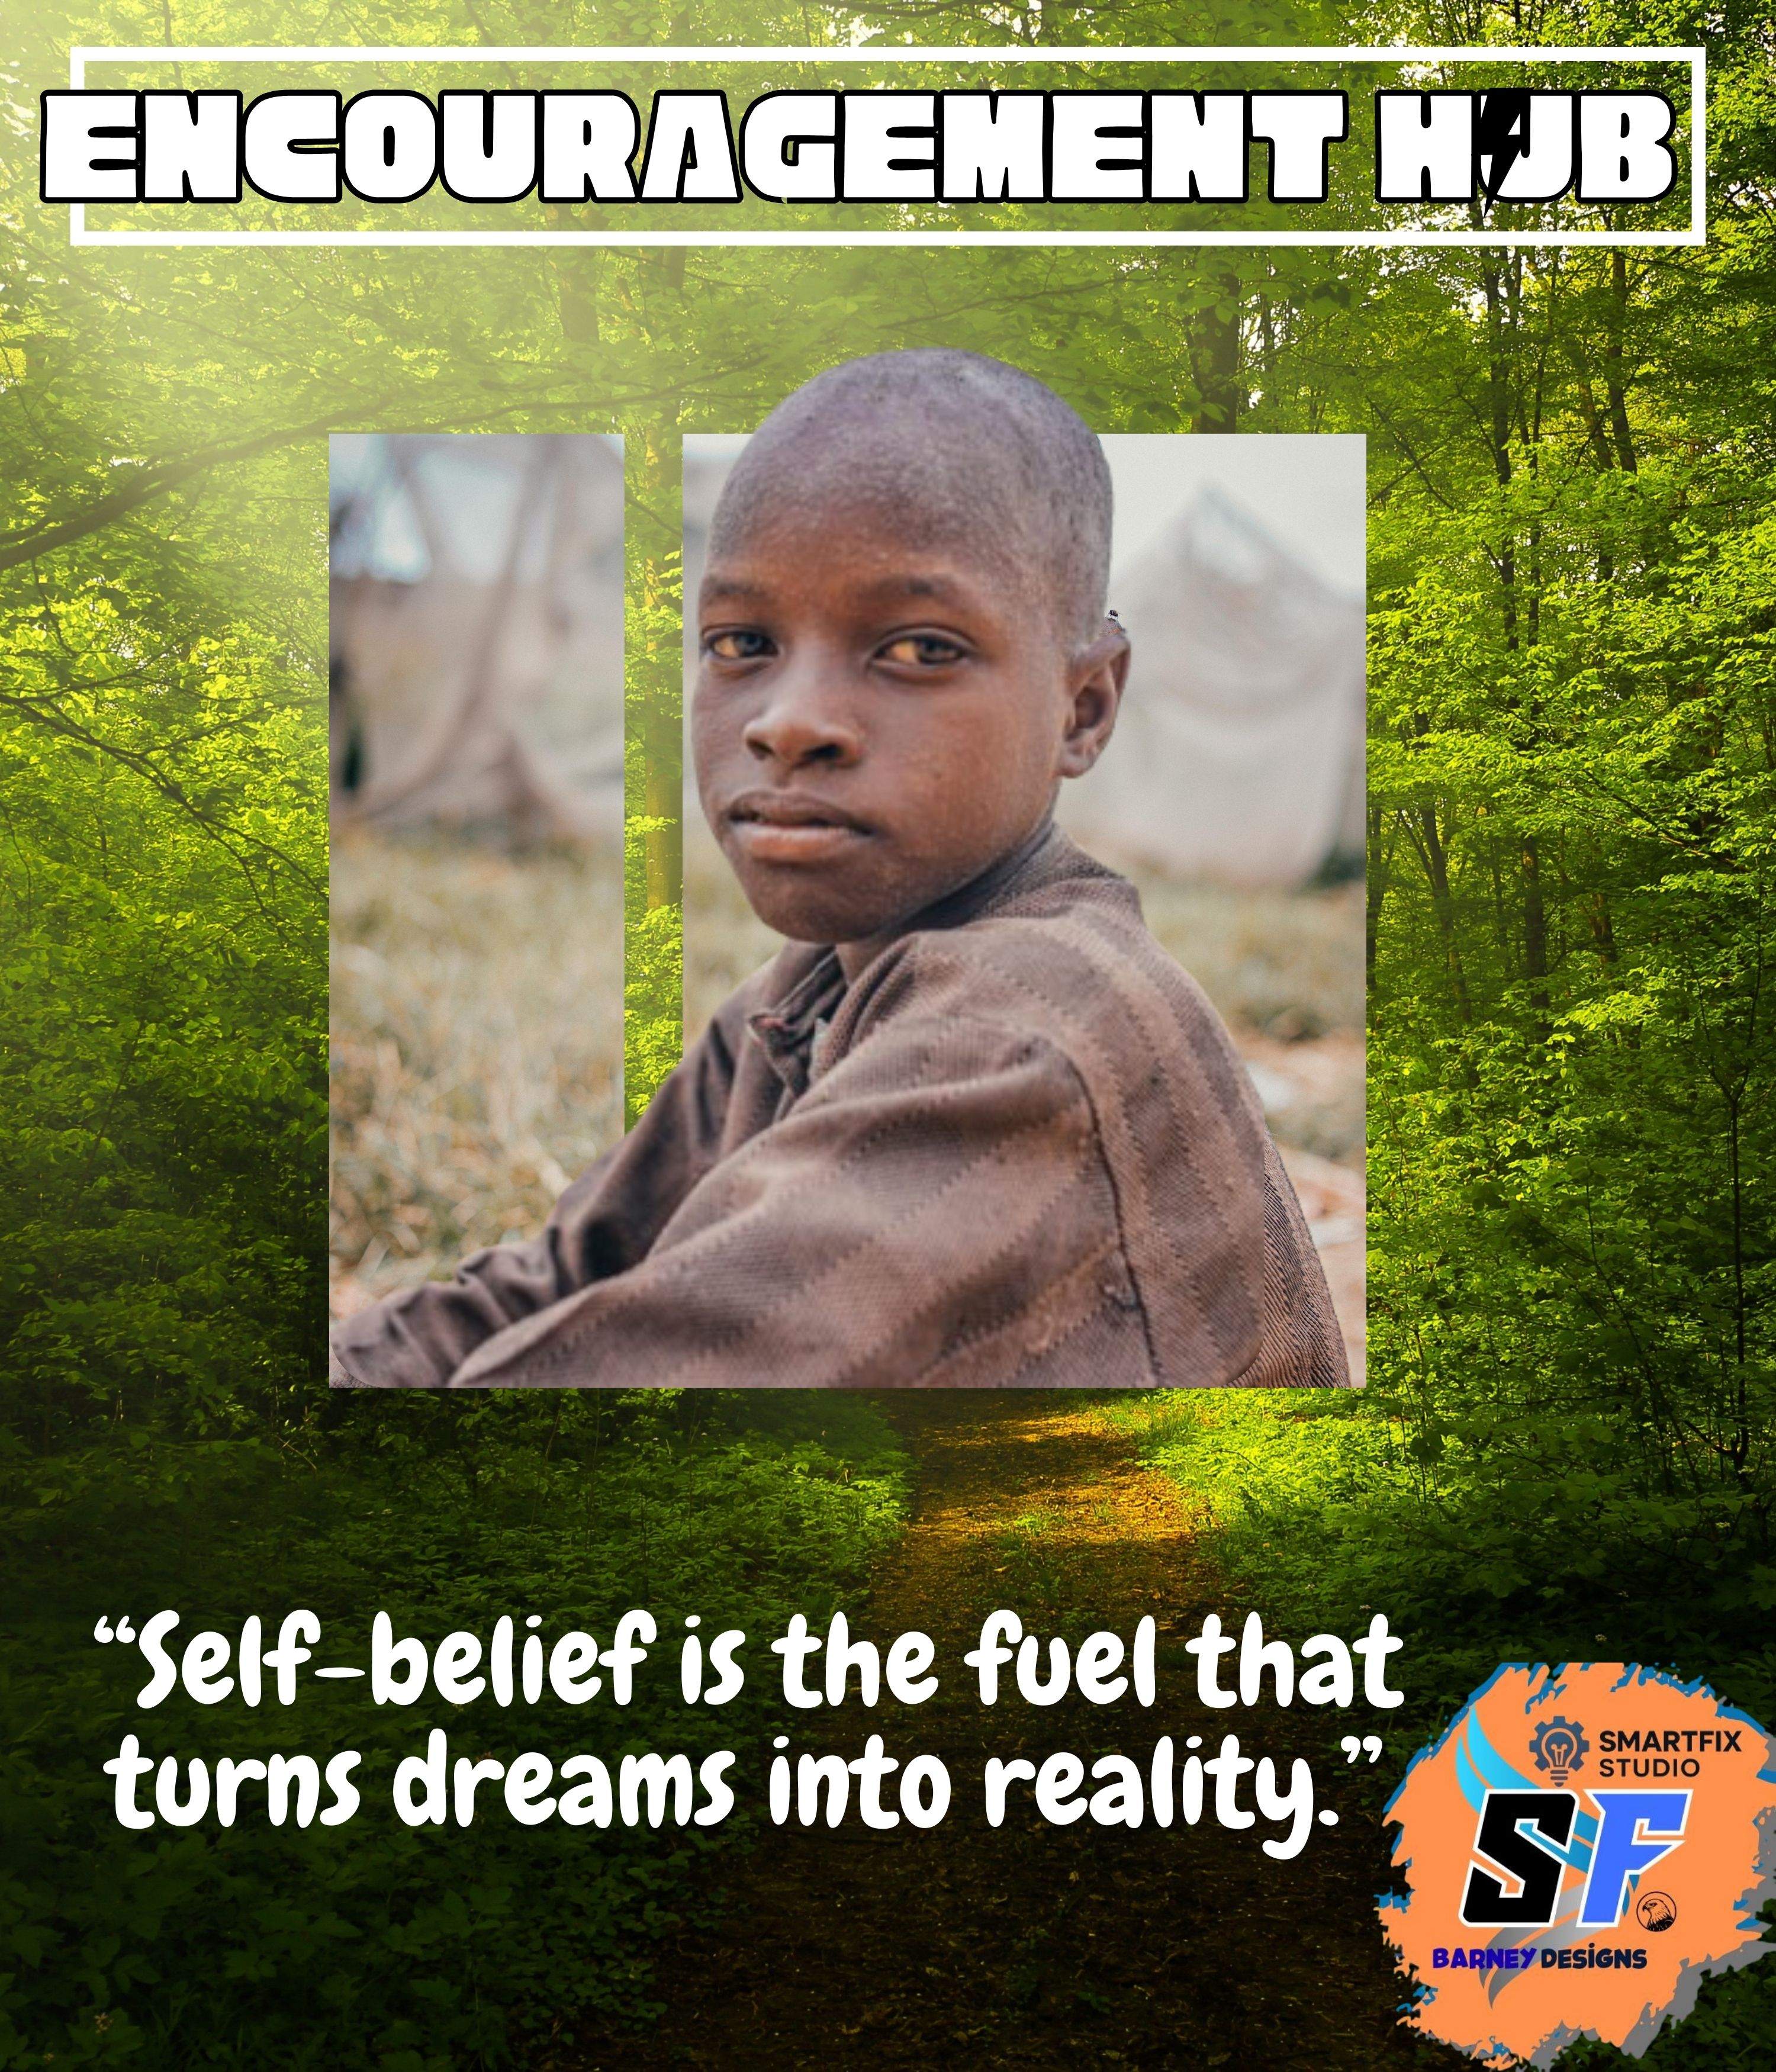 ENCOURAGEMENT HUB
“Self-belief is the fuel that
turns dreams into reality.”
SMARTFIX
STUDIO
SF
BARNEY DESIGNS